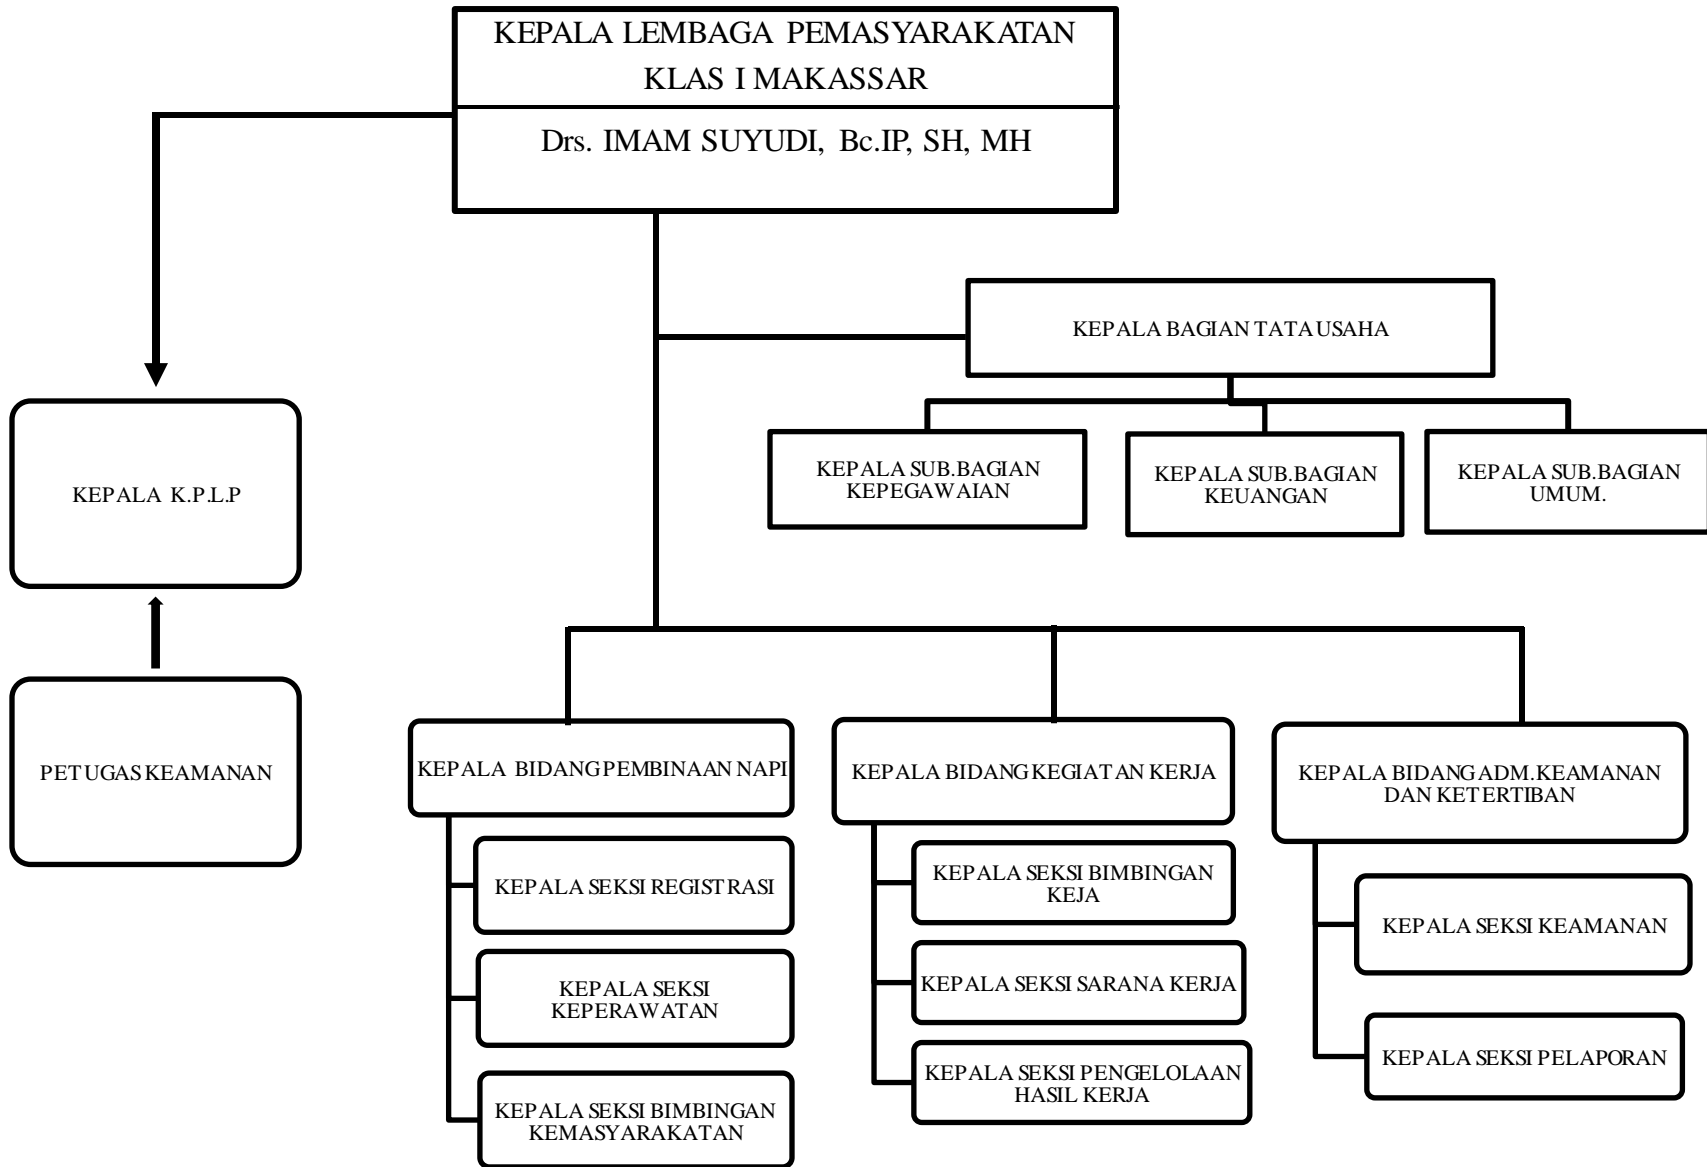 KEPALA LEMBAGA PEMASYARAKATAN
KLAS I MAKASSAR
Drs. IMAM SUYUDI, Bc.IP, SH, MH
KEPALA BAGIAN TATA USAHA
KEPALA SUB.BAGIAN
KEPEGAWAIAN
KEPALA SUB.BAGIAN
KEUANGAN
KEPALA SUB.BAGIAN
UMUM.
KEPALA K.P.L.P
PETUGAS KEAMANAN
KEPALA BIDANG PEMBINAAN NAPI
KEPALA SEKSI REGISTRASI
KEPALA SEKSI
KEPERAWATAN
KEPALA SEKSI BIMBINGAN
KEMASYARAKATAN
KEPALA BIDANG KEGIATAN KERJA
KEPALA SEKSI BIMBINGAN
KEJA
KEPALA SEKSI SARANA KERJA
KEPALA SEKSI PENGELOLAAN
HASIL KERJA
KEPALA BIDANG ADM.KEAMANAN
DAN KETERTIBAN
KEPALA SEKSI KEAMANAN
KEPALA SEKSI PELAPORAN